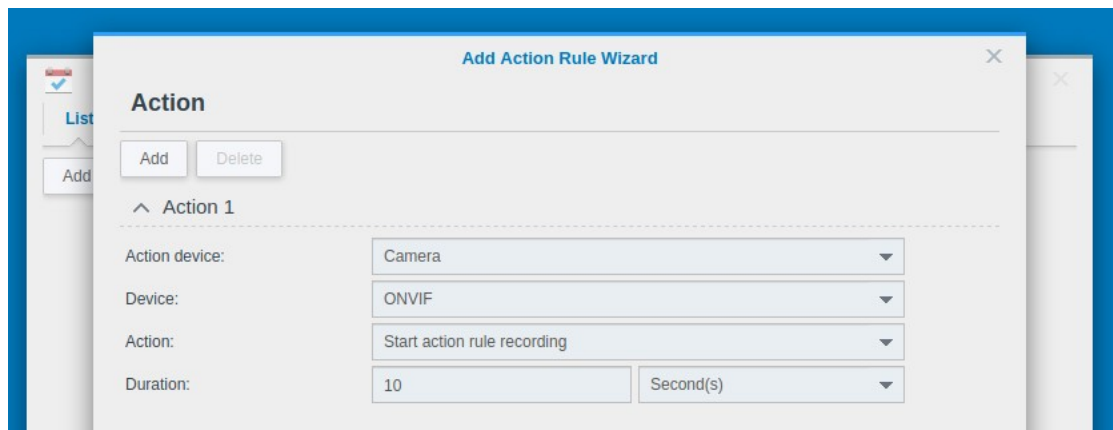 Add Action Rule Wizard
Action
List
Add Delete
Add
Action 1
Action device: Camera
Device: ONVIF
Action: Start action rule recording
Duration: 10 Second(s)